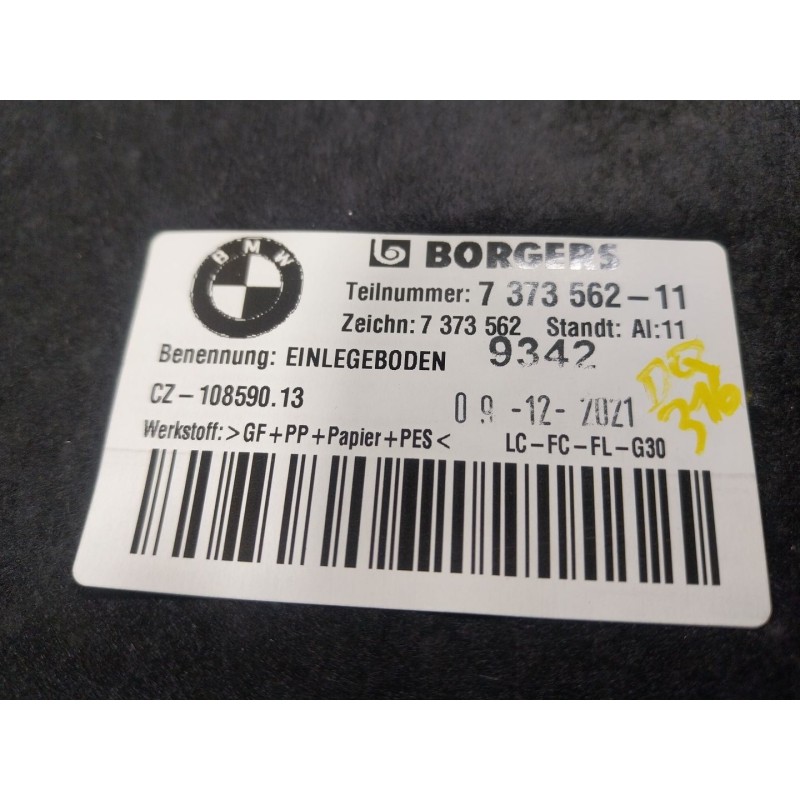 BMW
BORGERS
Teilnummer: 7 373 562-11
Zeichn: 7 373 562 Standt: AI:11
Benennung: EINLEGEBODEN 9342
CZ-108590.13 09-12-2021
Werkstoff: >GF+PP+Papier+PES< LC-FC-FL-G30
316